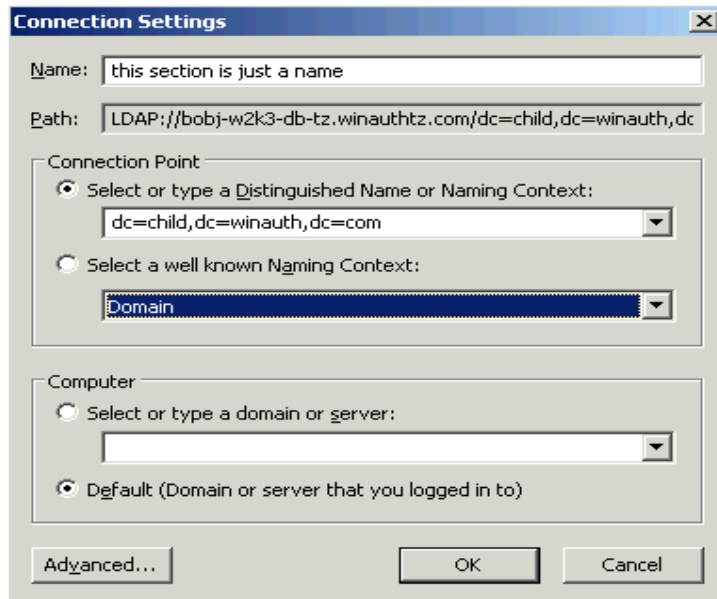 Connection Settings
Name: this section is just a name
Path: LDAP://bobj-w2k3-db-tz.winauthtz.com/dc=child,dc=winauth,dc
Connection Point
Select or type a Distinguished Name or Naming Context:
dc=child,dc=winauth,dc=com
Select a well known Naming Context:
Domain
Computer
Select or type a domain or server:
Default (Domain or server that you logged in to)
Advanced... OK Cancel